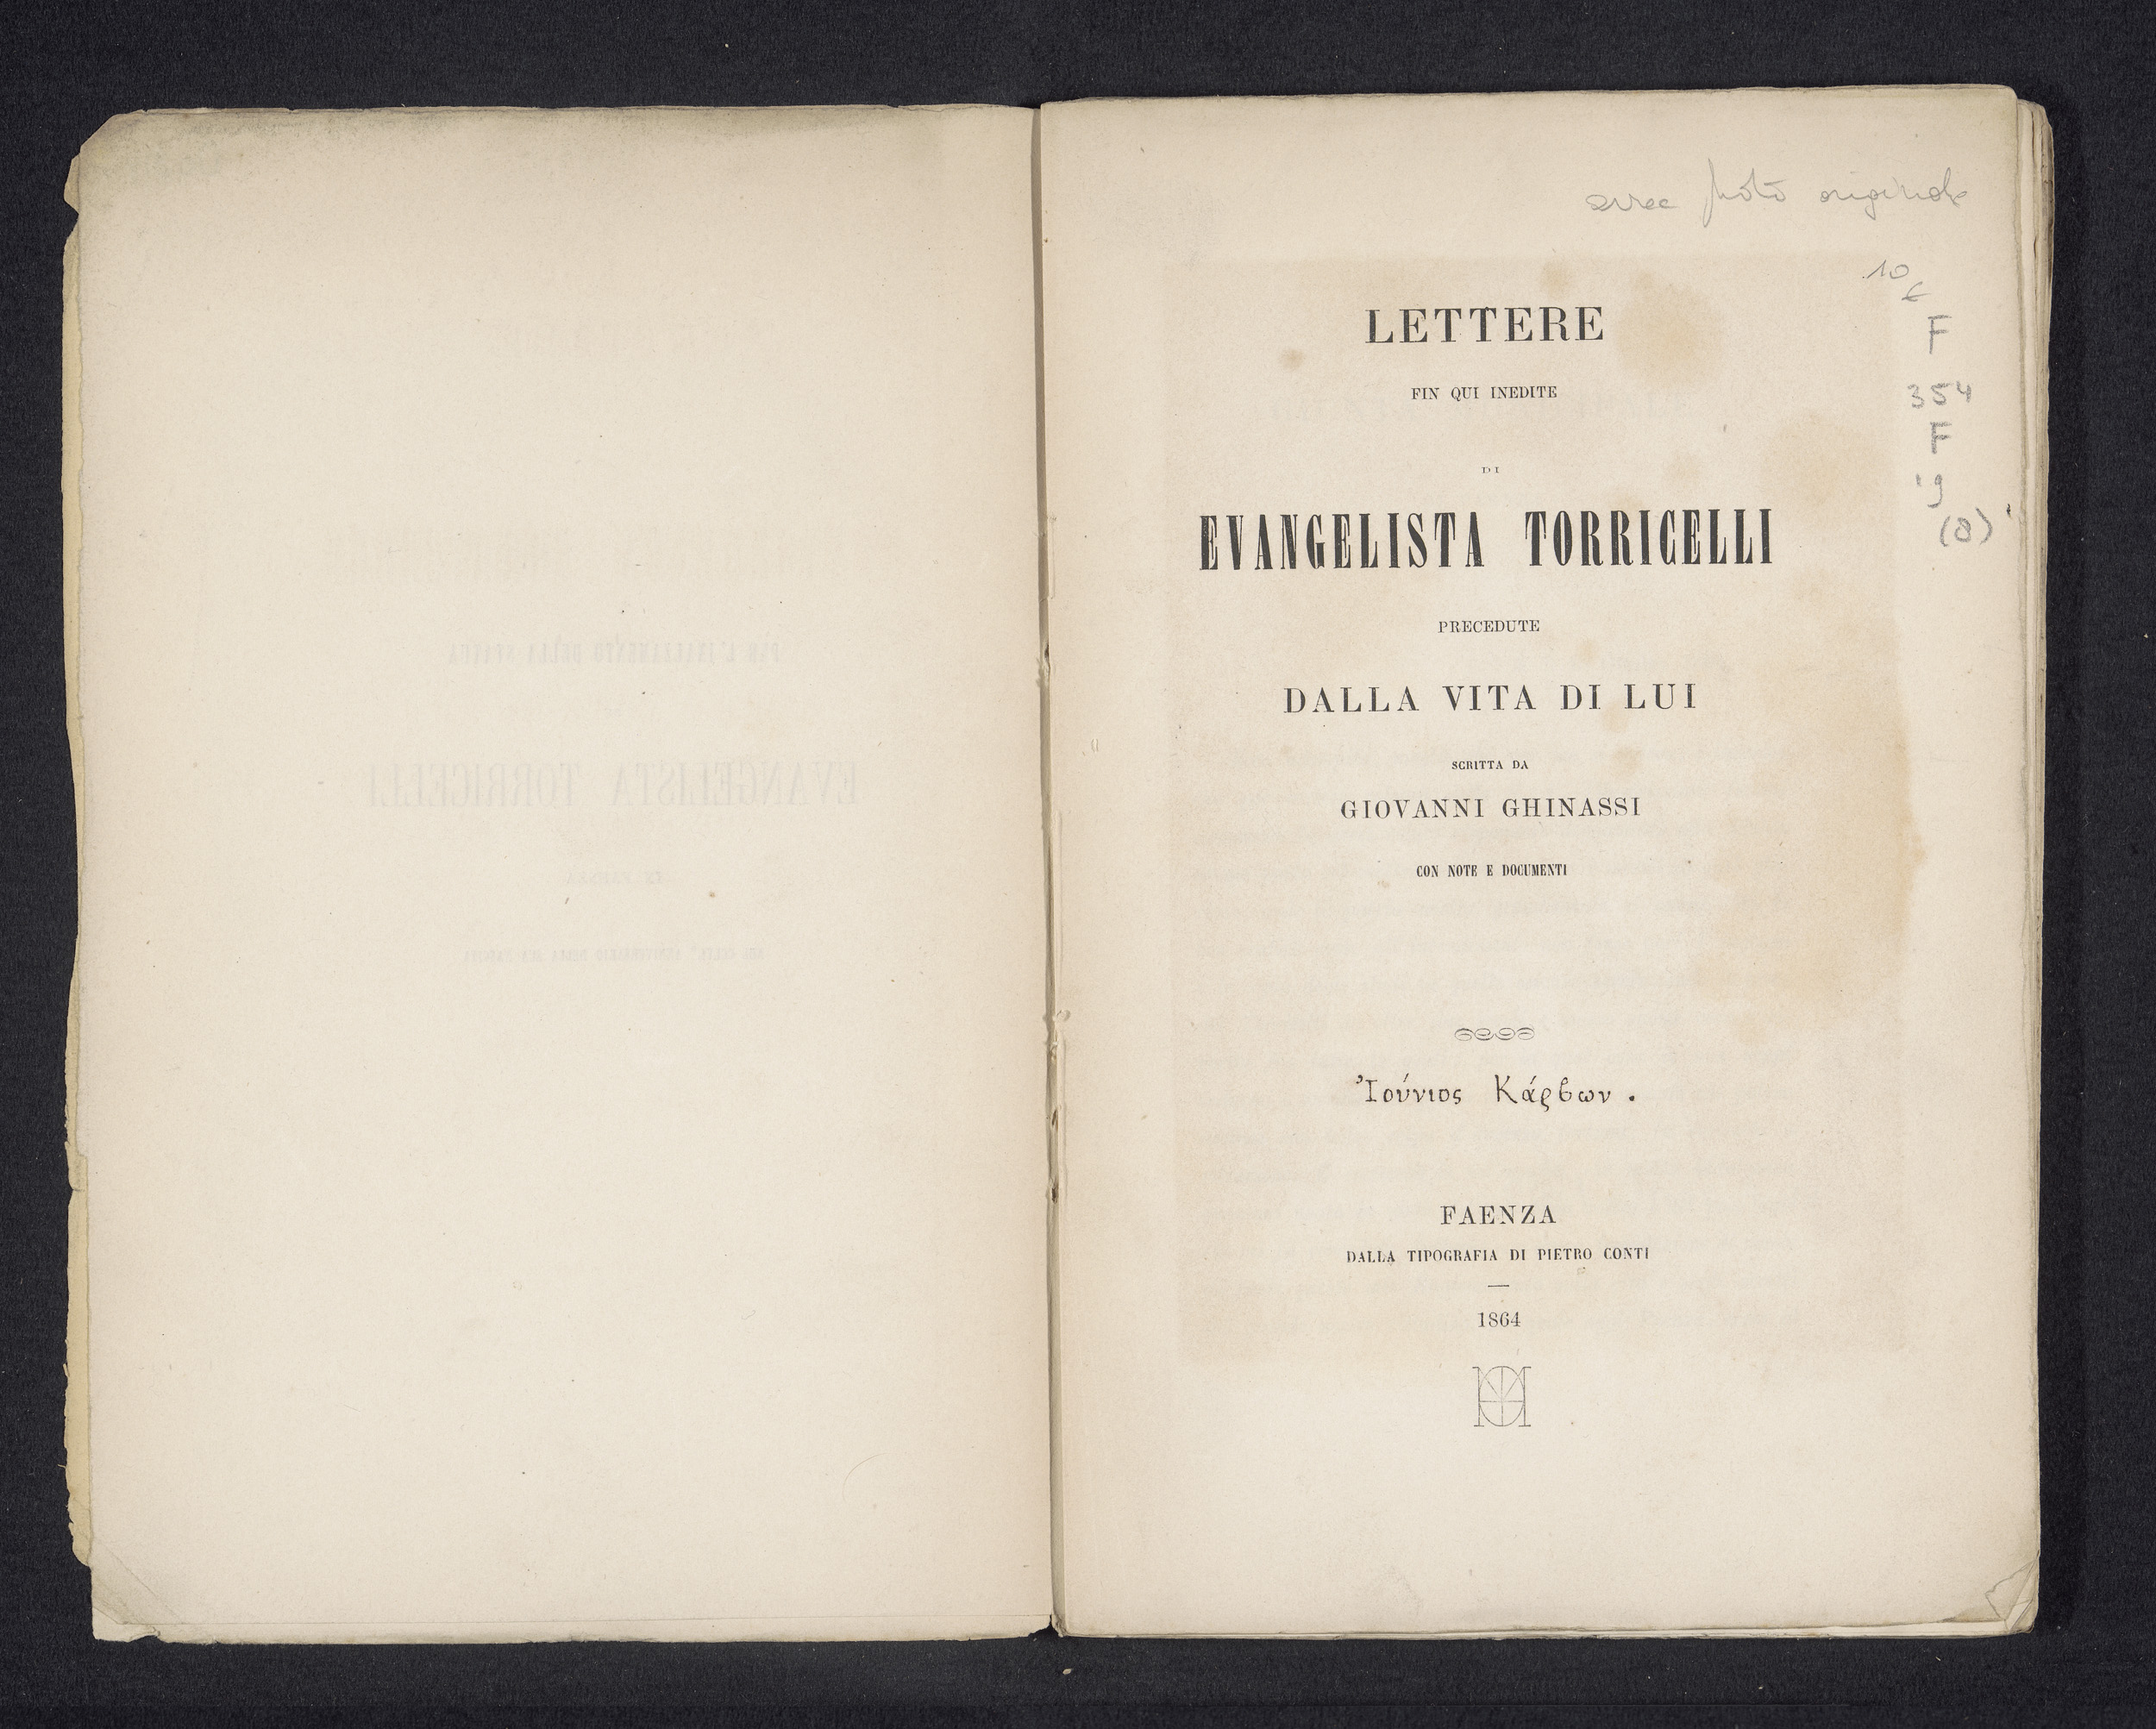 avec photo originale
10
F
354
F
19
(8)
LETTERE
FIN QUI INEDITE
DI
EVANGELISTA TORRICELLI
PRECEDUTE
DALLA VITA DI LUI
SCRITTA DA
GIOVANNI GHINASSI
CON NOTE E DOCUMENTI
Ἰούνιος Κάρβων .
FAENZA
DALLA TIPOGRAFIA DI PIETRO CONTI
1864